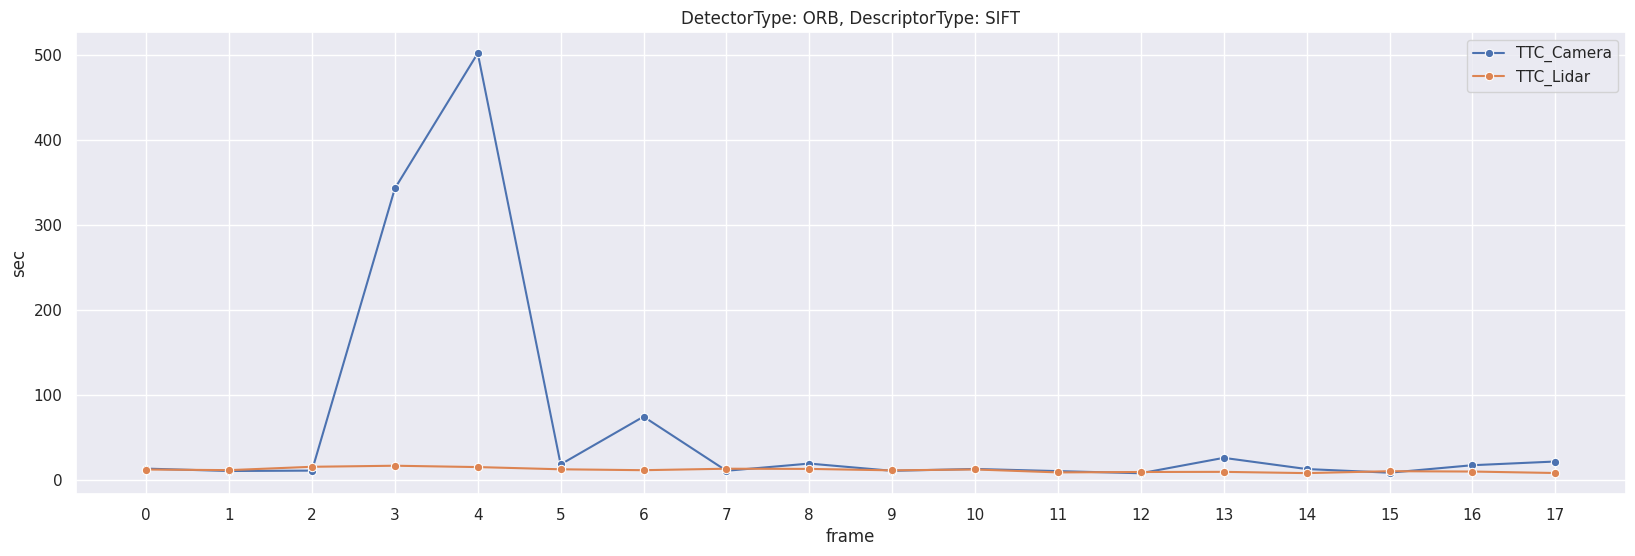 DetectorType: ORB, DescriptorType: SIFT
TTC_Camera
TTC_Lidar
500
400
300
200
100
0
sec
0 1 2 3 4 5 6 7 8 9 10 11 12 13 14 15 16 17
frame